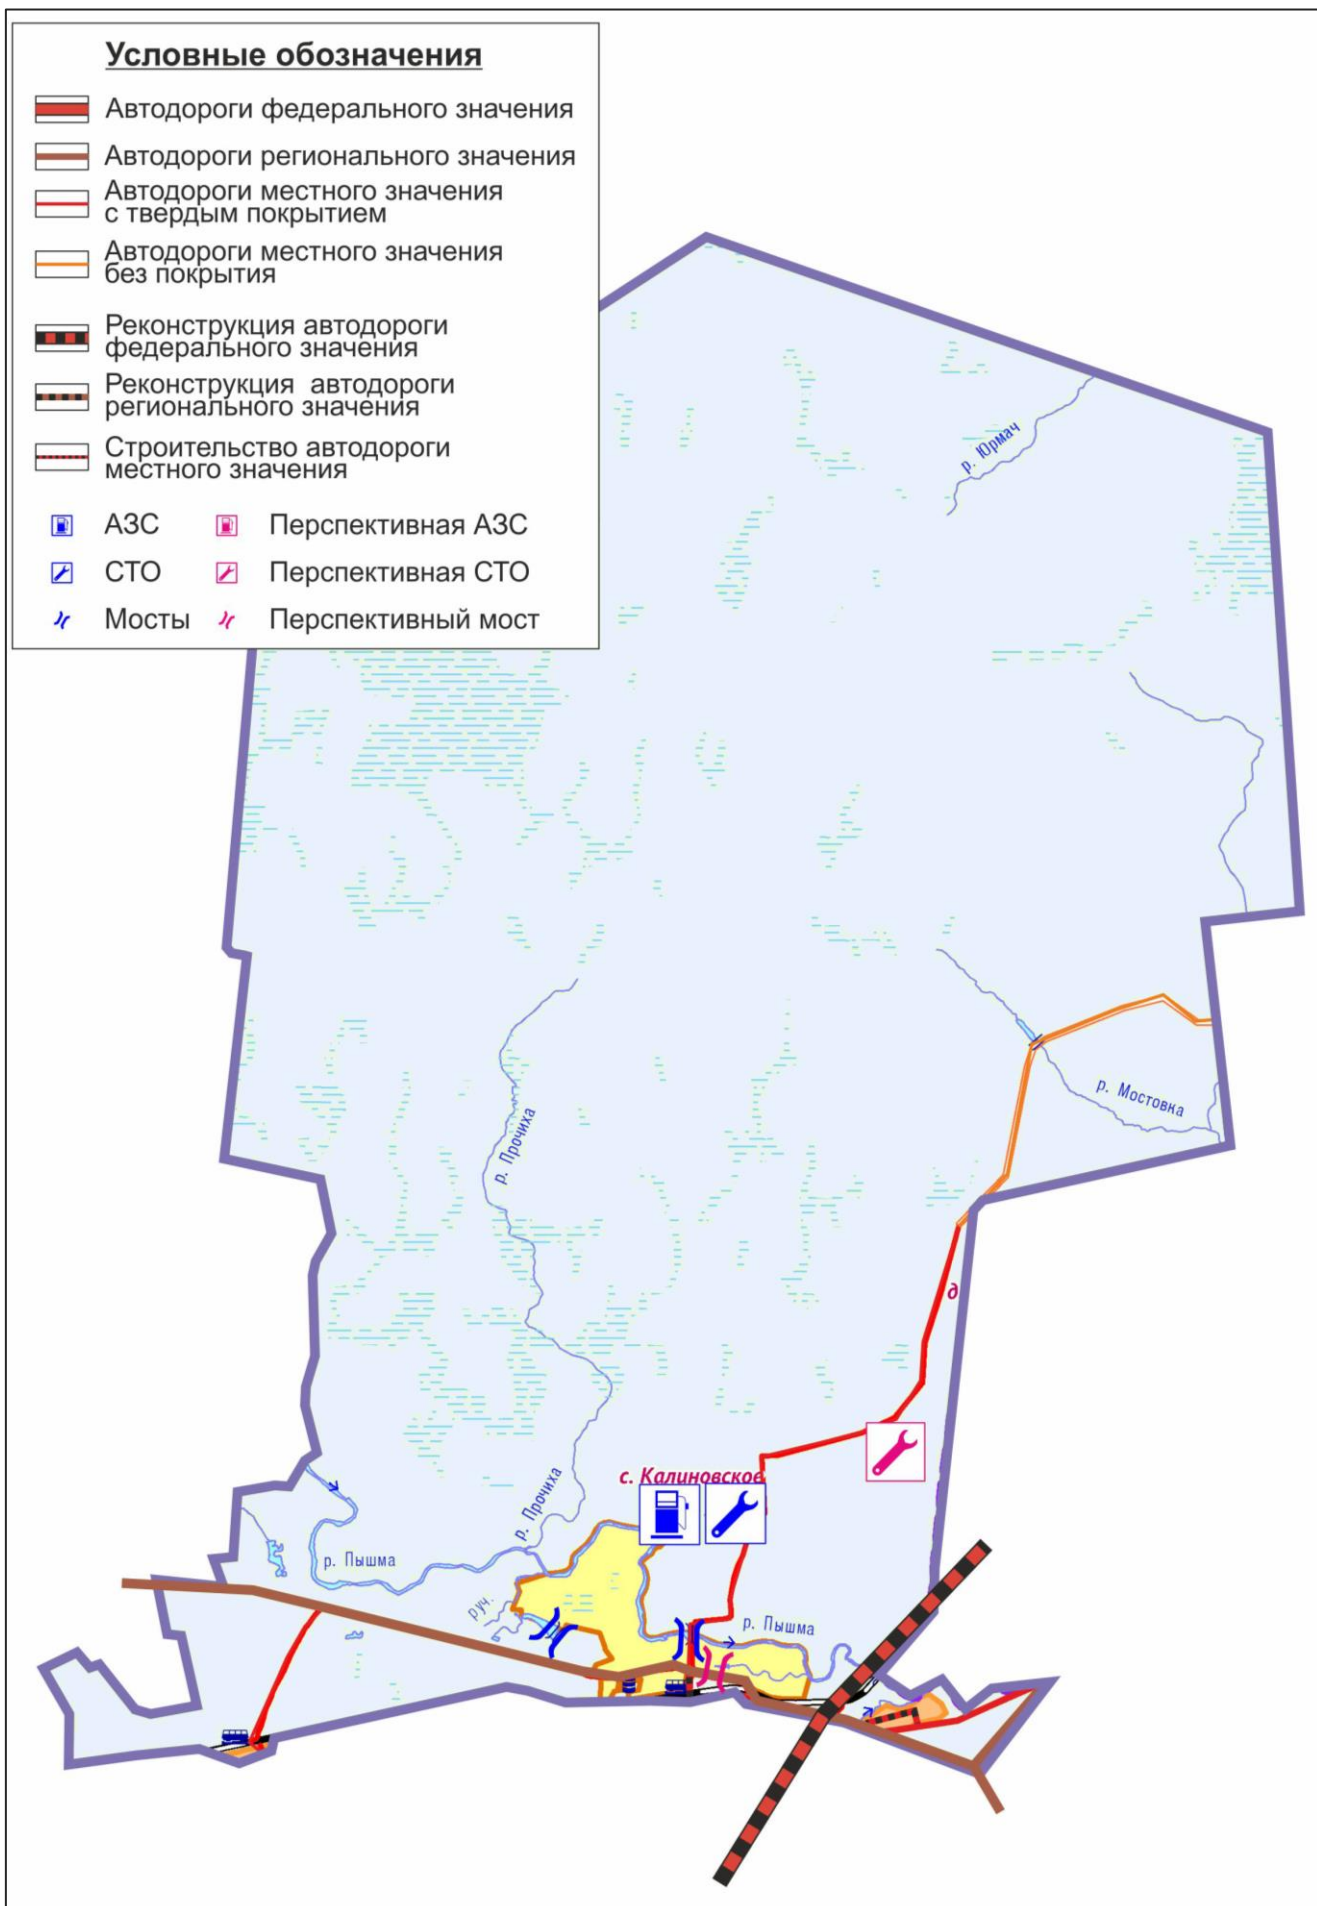 Условные обозначения
Автодороги федерального значения
Автодороги регионального значения
Автодороги местного значения
с твердым покрытием
Автодороги местного значения
без покрытия
Реконструкция автодороги
федерального значения
Реконструкция автодороги
регионального значения
Строительство автодороги
местного значения
АЗС
Перспективная АЗС
СТО
Перспективная СТО
Мосты
Перспективный мост
р. Юрмач
р. Мостовка
р. Прочиха
д
с. Калиновское
р. Прочиха
р. Пышма
руч.
р. Пышма